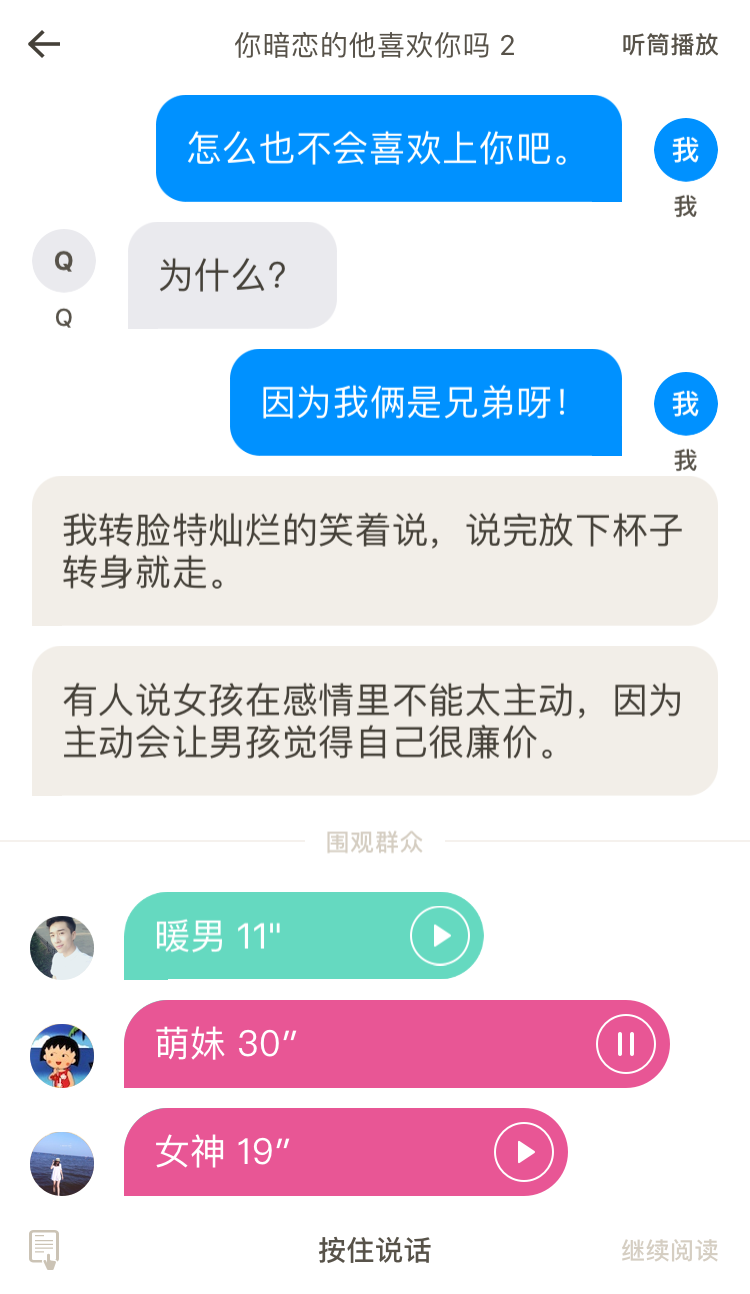 你暗恋的他喜欢你吗 2
听筒播放
怎么也不会喜欢上你吧。
我
我
Q
为什么?
Q
因为我俩是兄弟呀!
我
我
我转脸特灿烂的笑着说，说完放下杯子
转身就走。
有人说女孩在感情里不能太主动，因为
主动会让男孩觉得自己很廉价。
围观群众
暖男 11"
萌妹 30″
女神 19″
按住说话
继续阅读